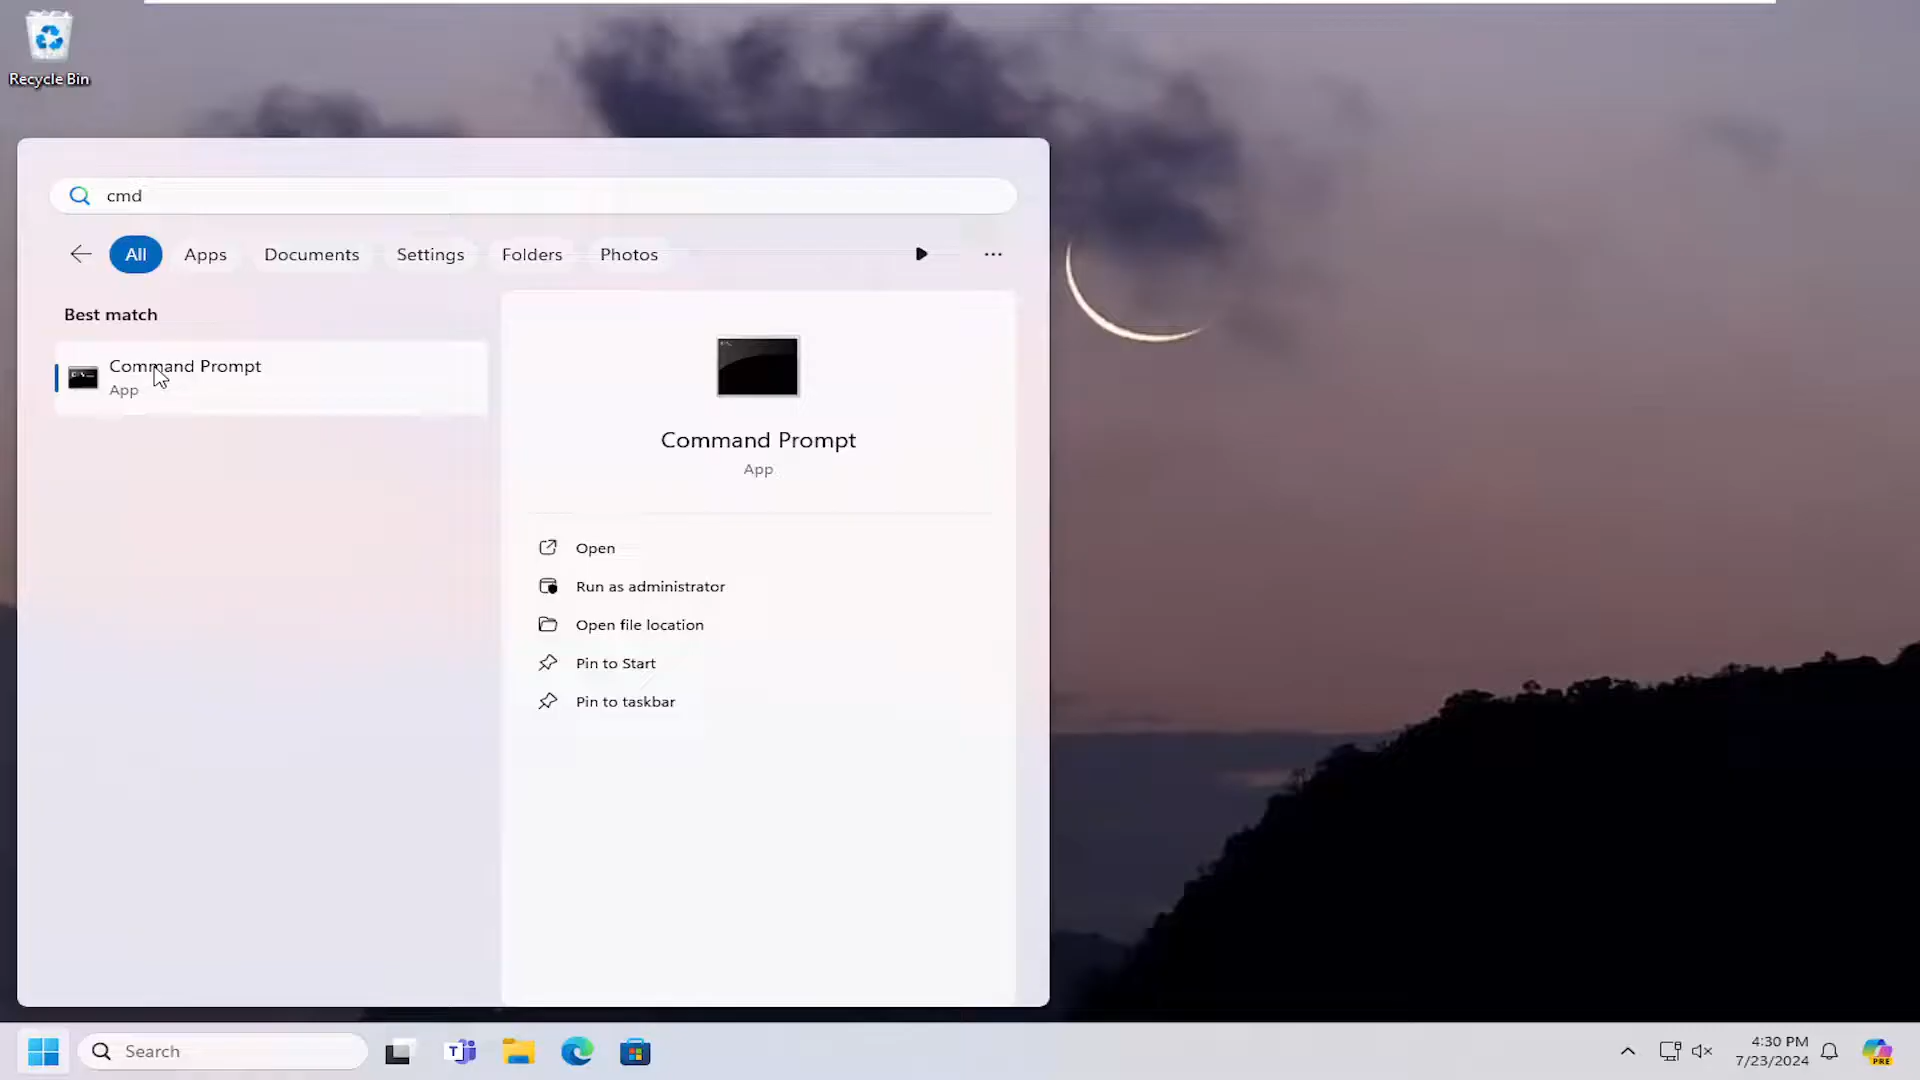 Recycle Bin
cmd
All Apps Documents Settings Folders Photos
Best match
Command Prompt
App
Command Prompt
App
Open
Run as administrator
Open file location
Pin to Start
Pin to taskbar
Search
4:30 PM
7/23/2024
PRE